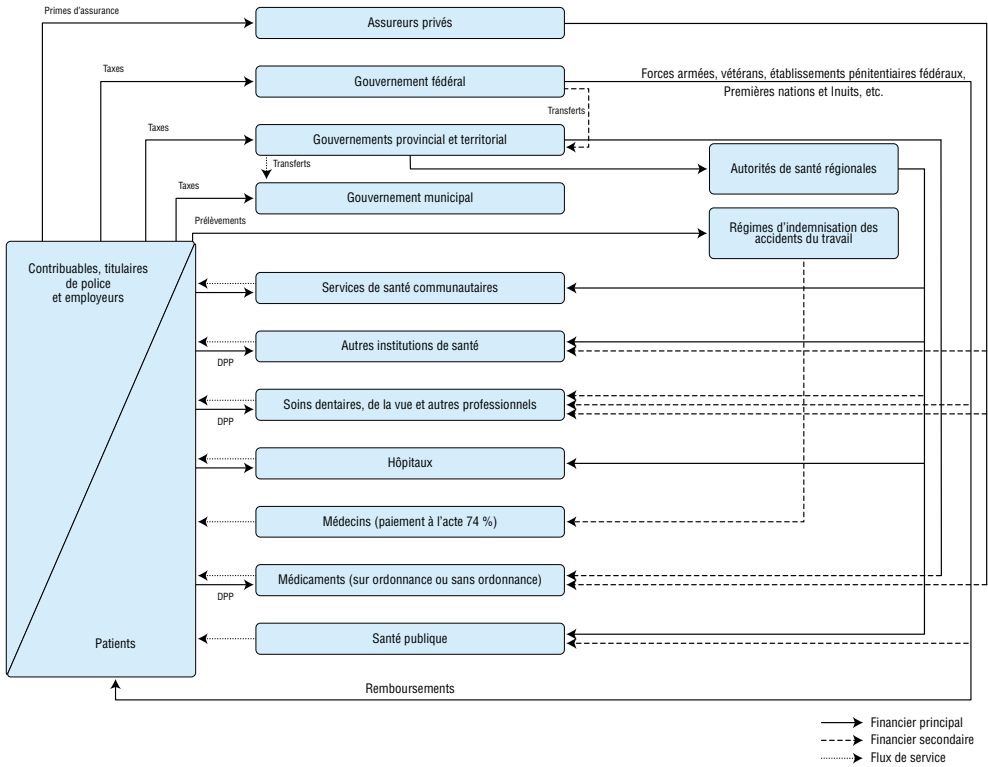 Primes d'assurance
Assureurs privés
Taxes
Gouvernement fédéral
Forces armées, vétérans, établissements pénitentiaires fédéraux,
Premières nations et Inuits, etc.
Transferts
Taxes
Gouvernements provincial et territorial
Transferts
Autorités de santé régionales
Taxes
Gouvernement municipal
Prélèvements
Régimes d'indemnisation des
accidents du travail
Contribuables, titulaires
de police
et employeurs
Services de santé communautaires
Autres institutions de santé
DPP
Soins dentaires, de la vue et autres professionnels
DPP
Hôpitaux
Médecins (paiement à l'acte 74 %)
Médicaments (sur ordonnance ou sans ordonnance)
DPP
Santé publique
Patients
Remboursements
Financier principal
Financier secondaire
Flux de service